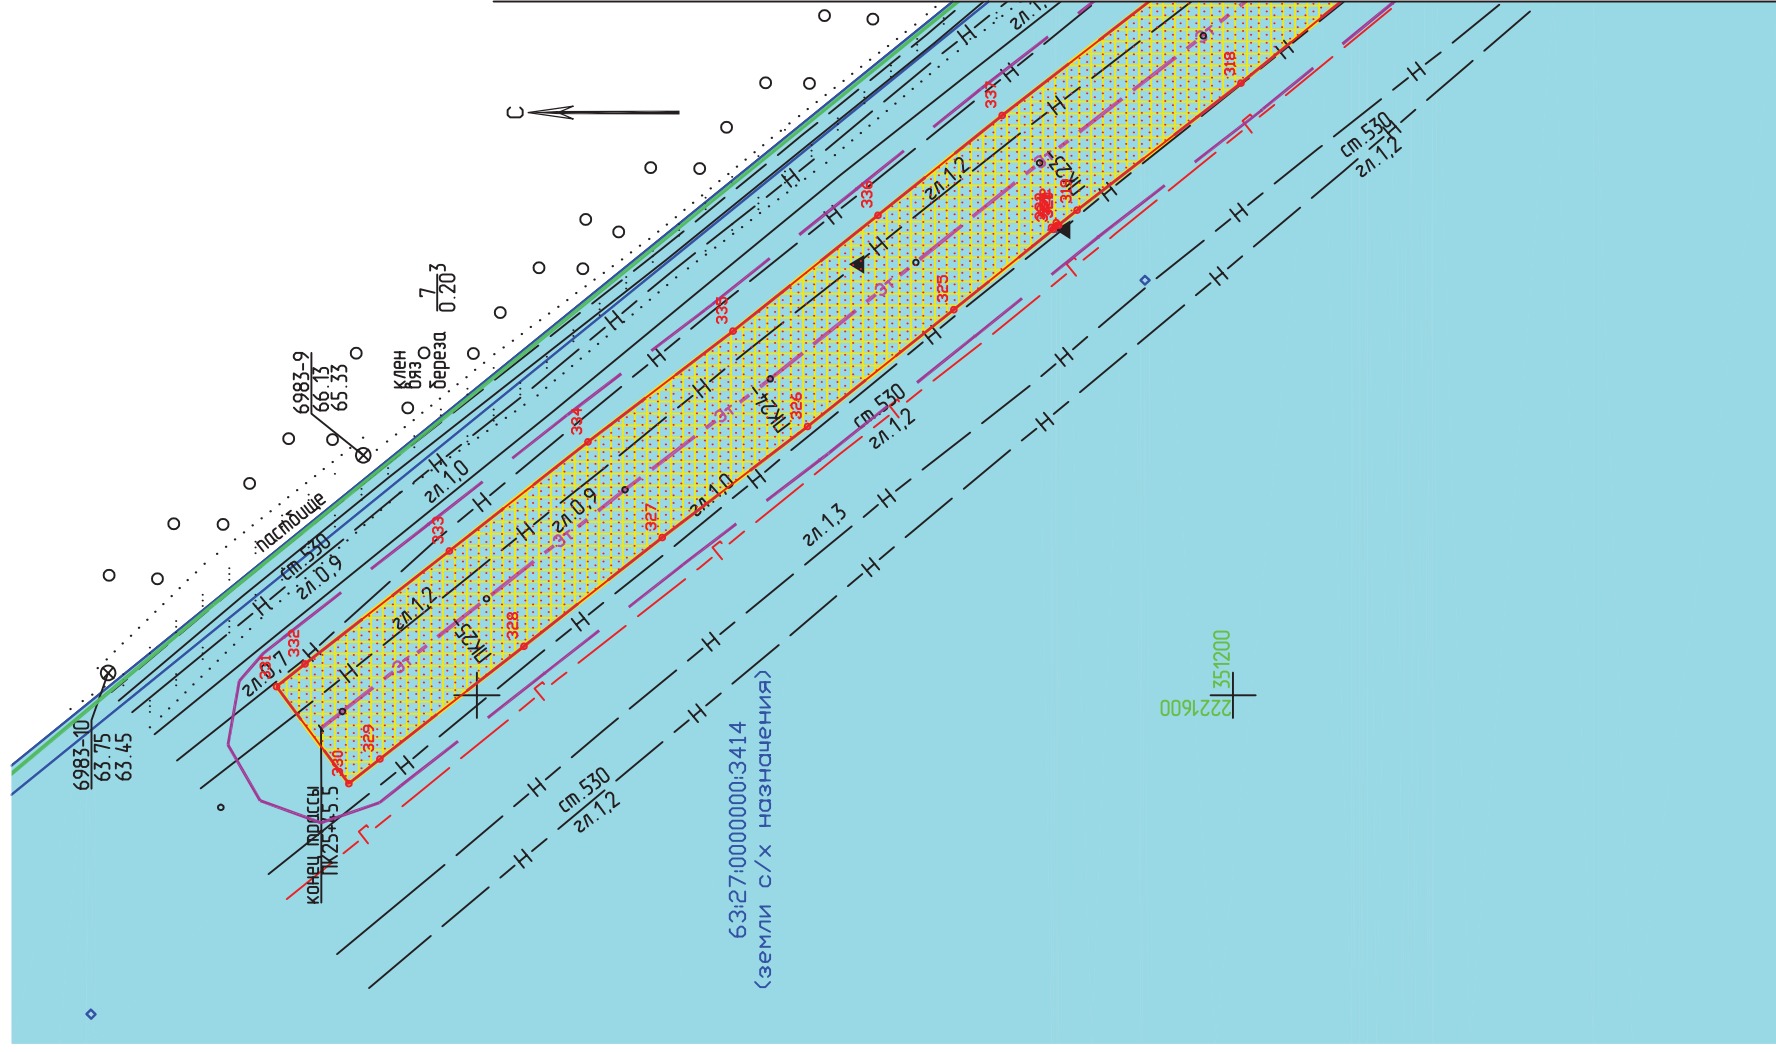 С
гл.1,
318
337
Н
гл.1,2
ПК23
319
336
ст.530
гл.1,2
7
0.20 3
335
325
6983-9
66.13
65.33
Клен
вяз
береза
Эт
ПК24
326
ст.530
гл.1,2
334
гл.1,0
пастбище
ст.530
гл.0,9
333
гл.0,9
327
гл.1,0
гл.1,3
Г
гл.1,2
332
331
гл.0,7
ПК25
328
6983-10
63.75
63.45
329
330
конец трассы
ПК25+45.5
ст.530
гл.1,2
63:27:0000000:3414
(земли с/х назначения)
351200
2221600